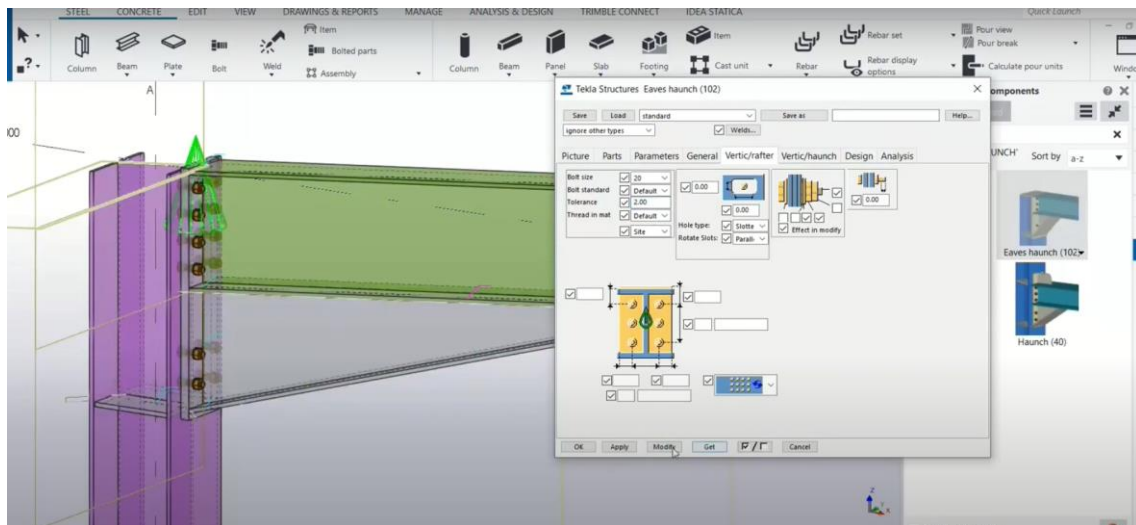 STEEL CONCRETE EDIT VIEW DRAWINGS & REPORTS MANAGE ANALYSIS & DESIGN TRIMBLE CONNECT IDEA STATICA Quick Launch
Item
Bolted parts
Assembly
Column Beam Plate Bolt Weld
Column Beam Panel Slab Footing
Item
Cast unit
Rebar
Rebar set
Rebar display
options
Pour view
Pour break
Calculate pour units
Windo
A
000
Tekla Structures Eaves haunch (102)
Save Load standard Save as Help...
ignore other types Welds...
Picture Parts Parameters General Vertic/rafter Vertic/haunch Design Analysis
Bolt size 20
Bolt standard Default
Tolerance 2.00
Thread in mat Default
Site
0.00
0.00
Hole type: Slotte
Rotate Slots: Parall
Effect in modify
0.00
OK Apply Modify Get Cancel
omponents
UNCH' Sort by a-z
Eaves haunch (102)
Haunch (40)
z